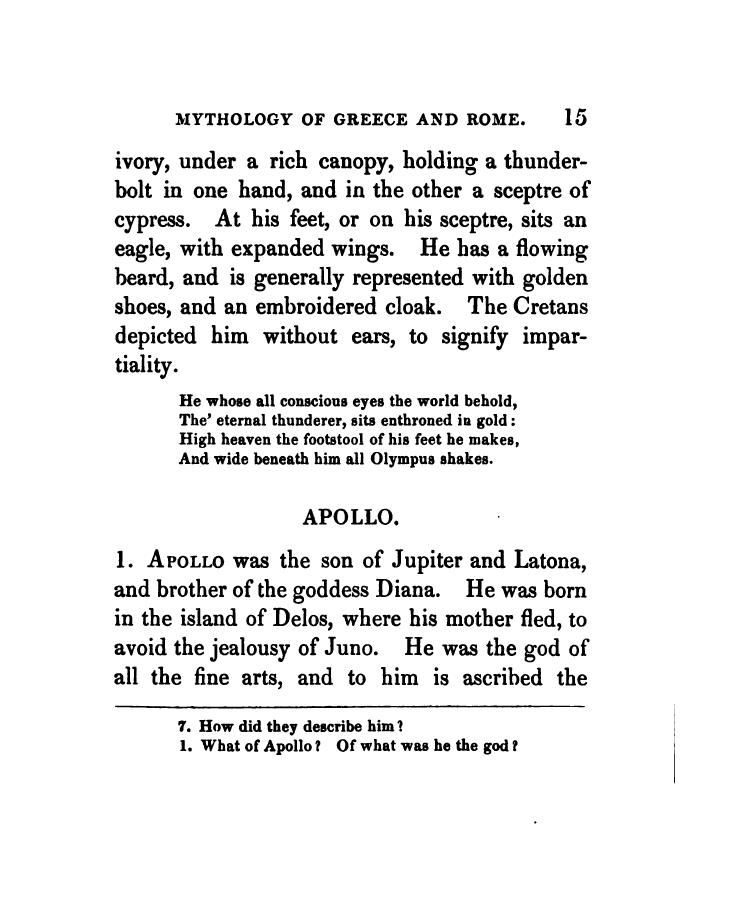 MYTHOLOGY OF GREECE AND ROME. 15
ivory, under a rich canopy, holding a thunder-
bolt in one hand, and in the other a sceptre of
cypress. At his feet, or on his sceptre, sits an
eagle, with expanded wings. He has a flowing
beard, and is generally represented with golden
shoes, and an embroidered cloak. The Cretans
depicted him without ears, to signify impar-
tiality.
He whose all conscious eyes the world behold,
The' eternal thunderer, sits enthroned in gold:
High heaven the footstool of his feet he makes,
And wide beneath him all Olympus shakes.
APOLLO.
1. APOLLO was the son of Jupiter and Latona,
and brother of the goddess Diana. He was born
in the island of Delos, where his mother fled, to
avoid the jealousy of Juno. He was the god of
all the fine arts, and to him is ascribed the
7. How did they describe him?
1. What of Apollo? Of what was he the god?